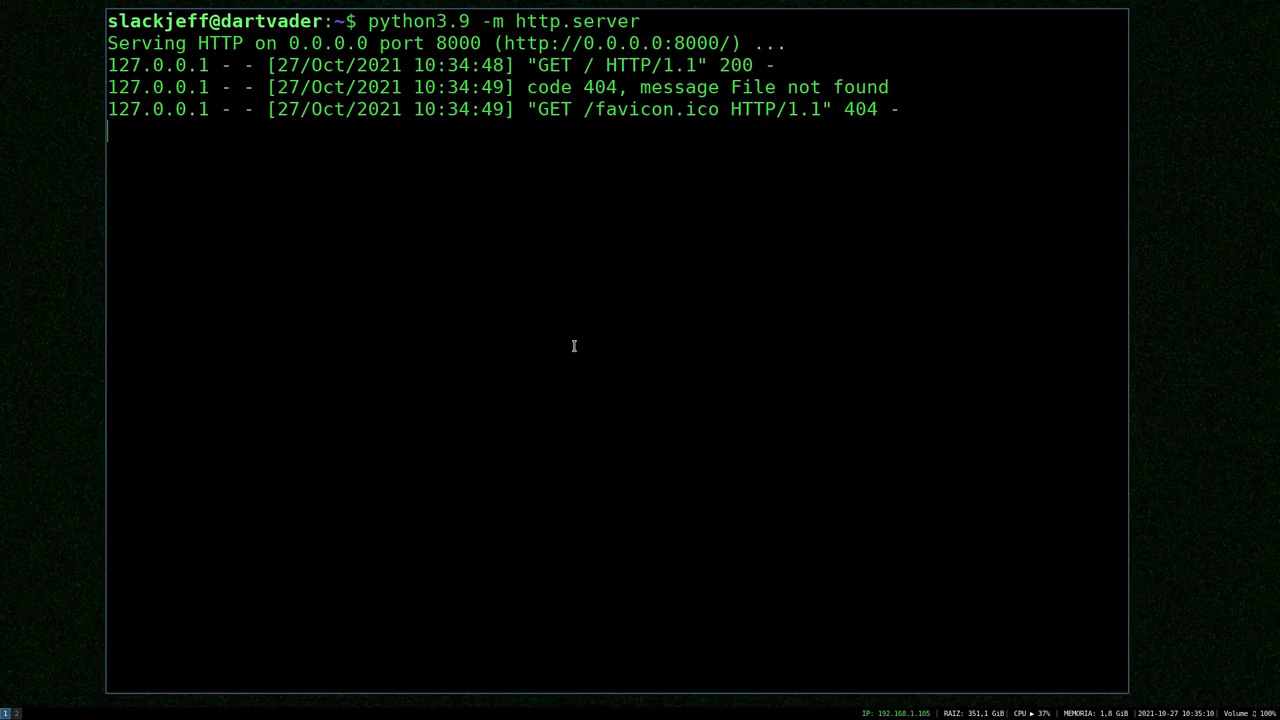 slackjeff@dartvader:~$ python3.9 -m http.server
Serving HTTP on 0.0.0.0 port 8000 (http://0.0.0.0:8000/) ...
127.0.0.1 - - [27/Oct/2021 10:34:48] "GET / HTTP/1.1" 200 -
127.0.0.1 - - [27/Oct/2021 10:34:49] code 404, message File not found
127.0.0.1 - - [27/Oct/2021 10:34:49] "GET /favicon.ico HTTP/1.1" 404 -
1 2 IP: 192.168.1.105 | RAIZ: 351,1 GiB | CPU ▶ 37% | MEMÓRIA: 1,8 GiB |2021-10-27 10:35:10| Volume ♫ 100%